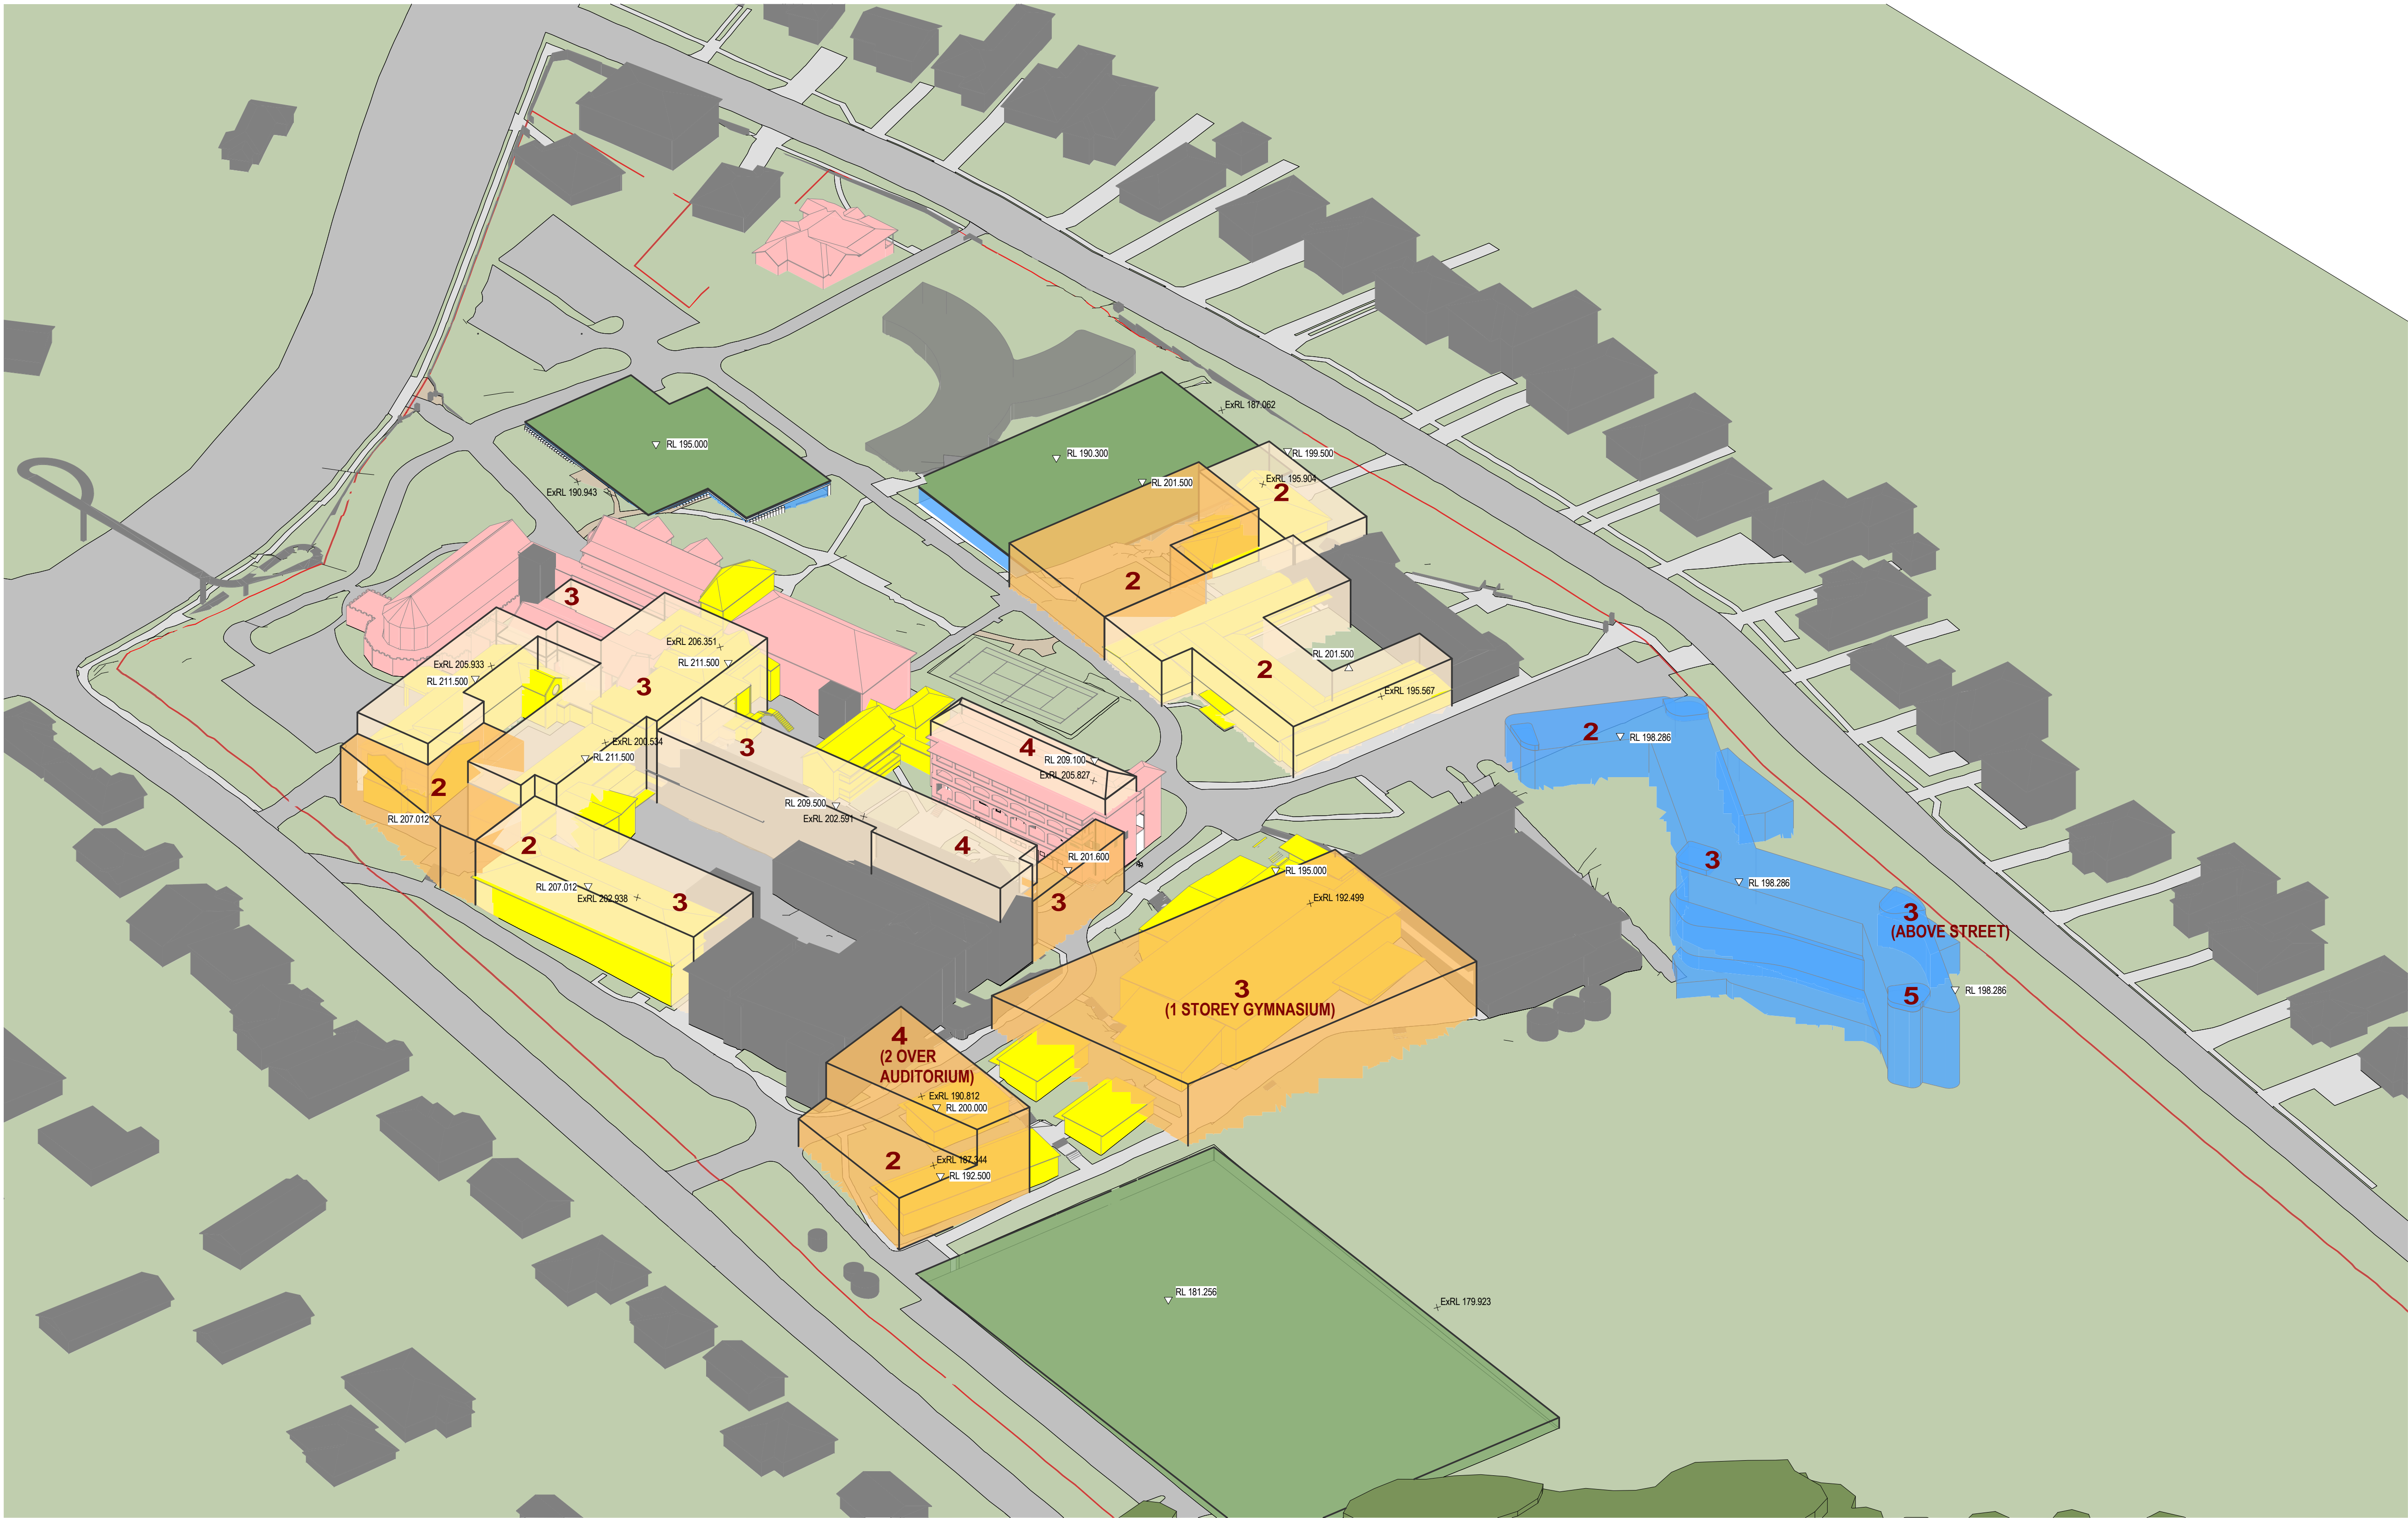 ExRL 187.062
RL 195.000
RL 190.300
RL 199.500
ExRL 195.904
2
RL 201.500
ExRL 190.943
2
3
ExRL 206.351
RL 211.500
ExRL 205.933
RL 211.500
3
RL 201.500
2
ExRL 195.567
2
RL 198.286
ExRL 200.534
RL 211.500
3
4
RL 209.100
ExRL 205.827
2
RL 207.012
RL 209.500
ExRL 202.591
2
4
RL 201.600
3
RL 198.286
RL 207.012
ExRL 202.938
3
3
RL 195.000
ExRL 192.499
3
(ABOVE STREET)
3
(1 STOREY GYMNASIUM)
5
RL 198.286
4
(2 OVER
AUDITORIUM)
ExRL 190.812
RL 200.000
2
ExRL 187.344
RL 192.500
RL 181.256
ExRL 179.923